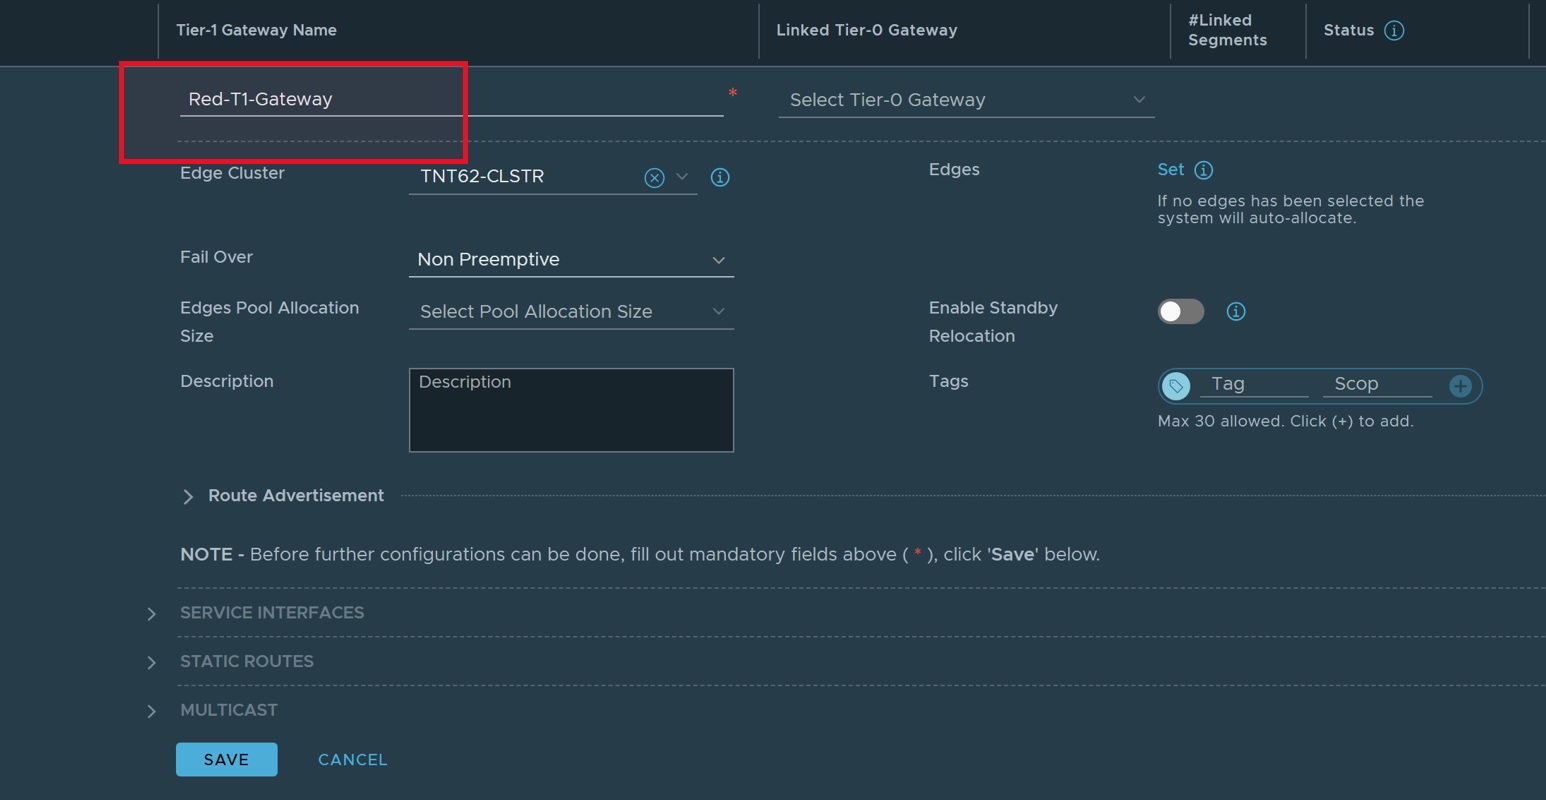 Tier-1 Gateway Name
Linked Tier-0 Gateway
#Linked
Segments
Status
Red-T1-Gateway
*
Select Tier-0 Gateway
Edge Cluster
TNT62-CLSTR
Edges
Set
If no edges has been selected the
system will auto-allocate.
Fail Over
Non Preemptive
Edges Pool Allocation
Size
Select Pool Allocation Size
Enable Standby
Relocation
Description
Description
Tags
Tag
Scop
Max 30 allowed. Click (+) to add.
Route Advertisement
NOTE - Before further configurations can be done, fill out mandatory fields above ( * ), click 'Save' below.
SERVICE INTERFACES
STATIC ROUTES
MULTICAST
SAVE
CANCEL